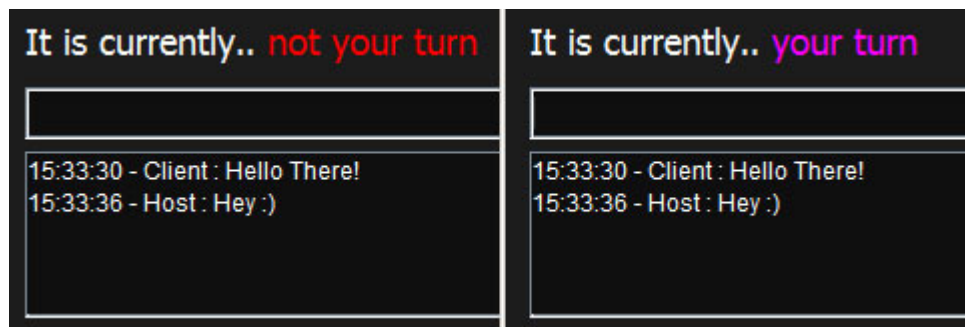 It is currently.. not your turn
15:33:30 - Client : Hello There!
15:33:36 - Host : Hey :)
It is currently.. your turn
15:33:30 - Client : Hello There!
15:33:36 - Host : Hey :)